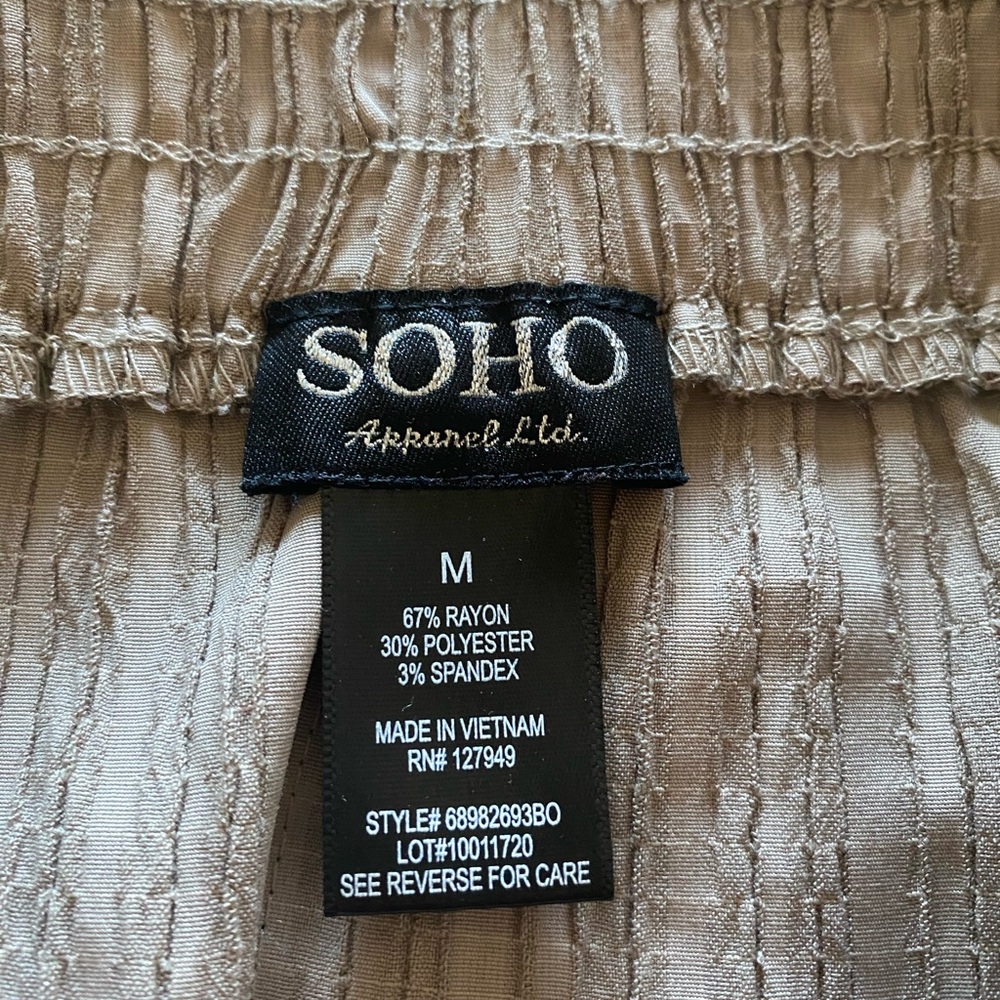 SOHO
Apparel Ltd.
M
67% RAYON
30% POLYESTER
3% SPANDEX
MADE IN VIETNAM
RN# 127949
STYLE# 68982693BO
LOT#10011720
SEE REVERSE FOR CARE